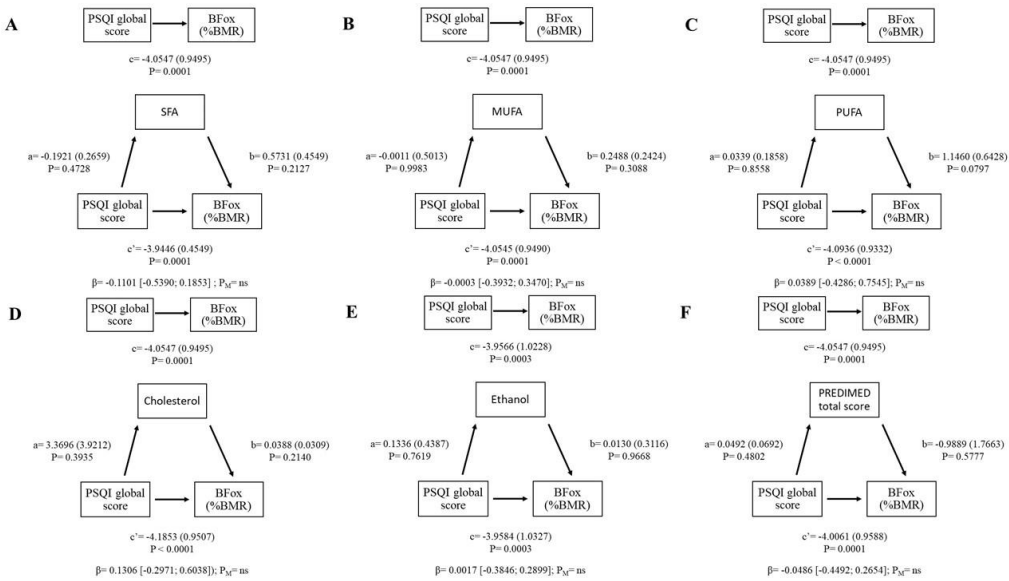 A
PSQI global
score
BFox
(%BMR)
c= -4.0547 (0.9495)
P= 0.0001
SFA
a= -0.1921 (0.2659)
P= 0.4728
b= 0.5731 (0.4549)
P= 0.2127
PSQI global
score
BFox
(%BMR)
c'= -3.9446 (0.4549)
P= 0.0001
β= -0.1101 [-0.5390; 0.1853] ; PM= ns
B
PSQI global
score
BFox
(%BMR)
c= -4.0547 (0.9495)
P= 0.0001
MUFA
a= -0.0011 (0.5013)
P= 0.9983
b= 0.2488 (0.2424)
P= 0.3088
PSQI global
score
BFox
(%BMR)
c'= -4.0545 (0.9490)
P= 0.0001
β= -0.0003 [-0.3932; 0.3470]; PM= ns
C
PSQI global
score
BFox
(%BMR)
c= -4.0547 (0.9495)
P= 0.0001
PUFA
a= 0.0339 (0.1858)
P= 0.8558
b= 1.1460 (0.6428)
P= 0.0797
PSQI global
score
BFox
(%BMR)
c'= -4.0936 (0.9332)
P < 0.0001
β= 0.0389 [-0.4286; 0.7545]; PM= ns
D
PSQI global
score
BFox
(%BMR)
c= -4.0547 (0.9495)
P= 0.0001
Cholesterol
a= 3.3696 (3.9212)
P= 0.3935
b= 0.0388 (0.0309)
P= 0.2140
PSQI global
score
BFox
(%BMR)
c'= -4.1853 (0.9507)
P < 0.0001
β= 0.1306 [-0.2971; 0.6038]); PM= ns
E
PSQI global
score
BFox
(%BMR)
c= -3.9566 (1.0228)
P= 0.0003
Ethanol
a= 0.1336 (0.4387)
P= 0.7619
b= 0.0130 (0.3116)
P= 0.9668
PSQI global
score
BFox
(%BMR)
c'= -3.9584 (1.0327)
P= 0.0003
β= 0.0017 [-0.3846; 0.2899]; PM= ns
F
PSQI global
score
BFox
(%BMR)
c= -4.0547 (0.9495)
P= 0.0001
PREDIMED
total score
a= 0.0492 (0.0692)
P= 0.4802
b= -0.9889 (1.7663)
P= 0.5777
PSQI global
score
BFox
(%BMR)
c'= -4.0061 (0.9588)
P= 0.0001
β= -0.0486 [-0.4492; 0.2654]; PM= ns